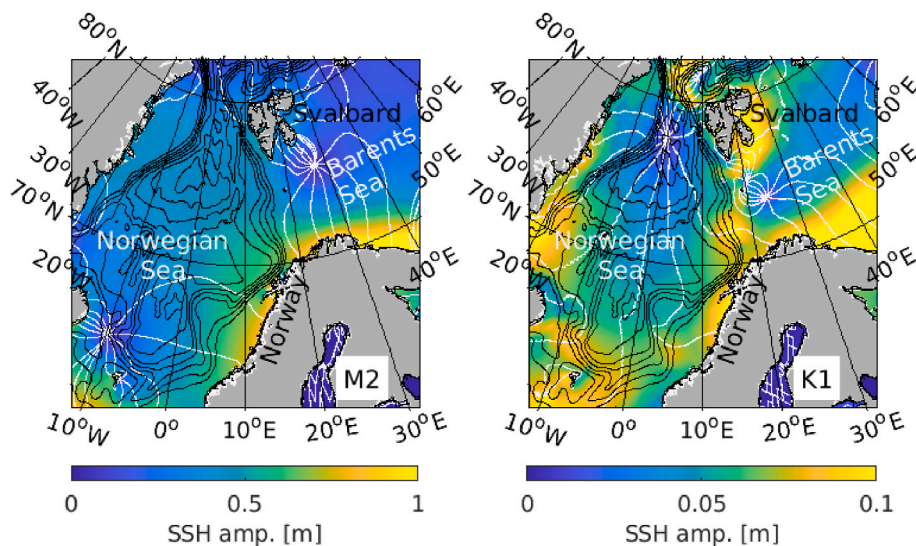 80°N
40°W
30°W
70°N
20°W
10°W
0°
10°E
20°E
30°E
40°E
50°E
60°E
Svalbard
Barents
Sea
Norwegian
Sea
Norway
M2
0
0.5
1
SSH amp. [m]
80°N
40°W
30°W
70°N
20°W
10°W
0°
10°E
20°E
30°E
40°E
50°E
60°E
Svalbard
Barents
Sea
Norwegian
Sea
Norway
K1
0
0.05
0.1
SSH amp. [m]